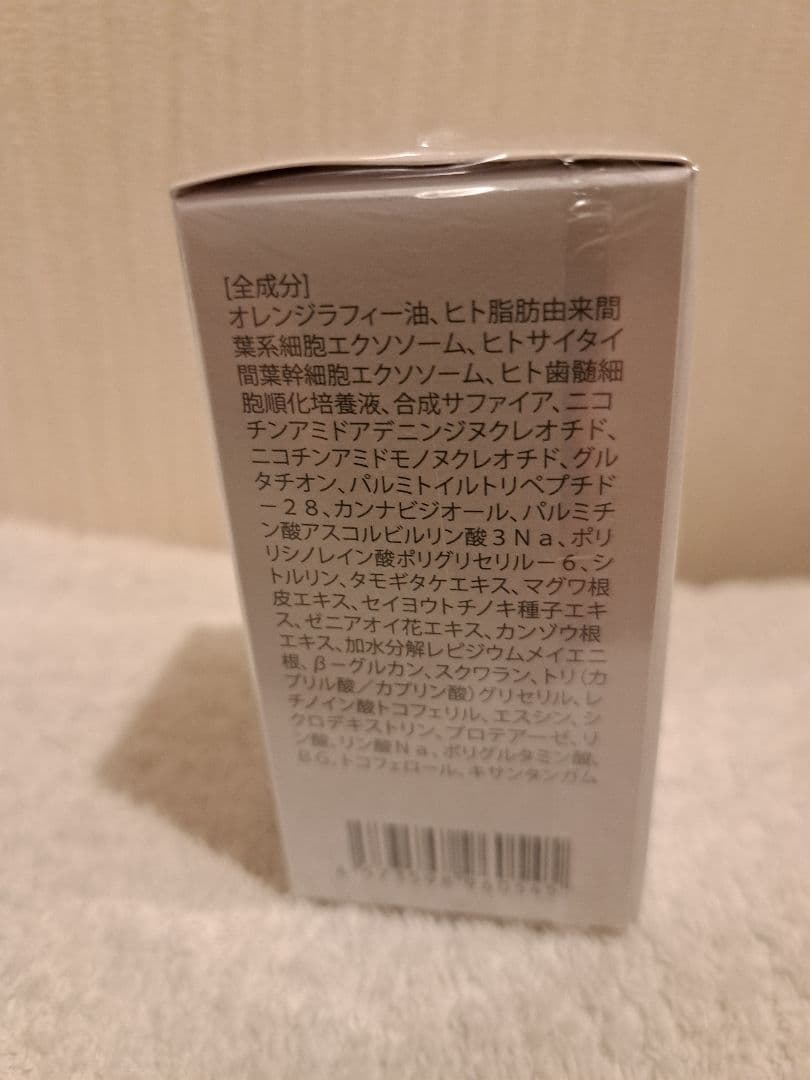 [全成分]
オレンジラフィー油、ヒト脂肪由来間
葉系細胞エクソソーム、ヒトサイタイ
間葉幹細胞エクソソーム、ヒト歯髄細
胞順化培養液、合成サファイア、ニコ
チンアミドアデニンジヌクレオチド、
ニコチンアミドモノヌクレオチド、グル
タチオン、パルミトイルトリペプチド
－２８、カンナビジオール、パルミチ
ン酸アスコルビルリン酸３Ｎａ、ポリ
リシノレイン酸ポリグリセリル－６、シ
トルリン、タモギタケエキス、マグワ根
皮エキス、セイヨウトチノキ種子エキ
ス、ゼニアオイ花エキス、カンゾウ根
エキス、加水分解レピジウムメイエニ
根、β－グルカン、スクワラン、トリ（カ
プリル酸／カプリン酸）グリセリル、レ
チノイン酸トコフェリル、エスシン、シ
クロデキストリン、プロテアーゼ、リ
ン酸、リン酸Ｎａ、ポリグルタミン酸、
ＢＧ、トコフェロール、キサンタンガム